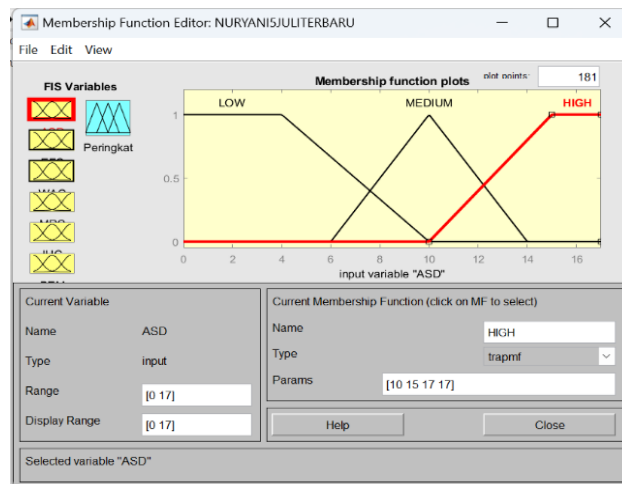 Membership Function Editor: NURYANI5JULITERBARU
File Edit View
FIS Variables
Peringkat
Membership function plots
plot points:
181
LOW
MEDIUM
HIGH
1
0.5
0
0 2 4 6 8 10 12 14 16
input variable "ASD"
Current Variable
Name ASD
Type input
Range [0 17]
Display Range [0 17]
Current Membership Function (click on MF to select)
Name HIGH
Type trapmf
Params [10 15 17 17]
Help Close
Selected variable "ASD"